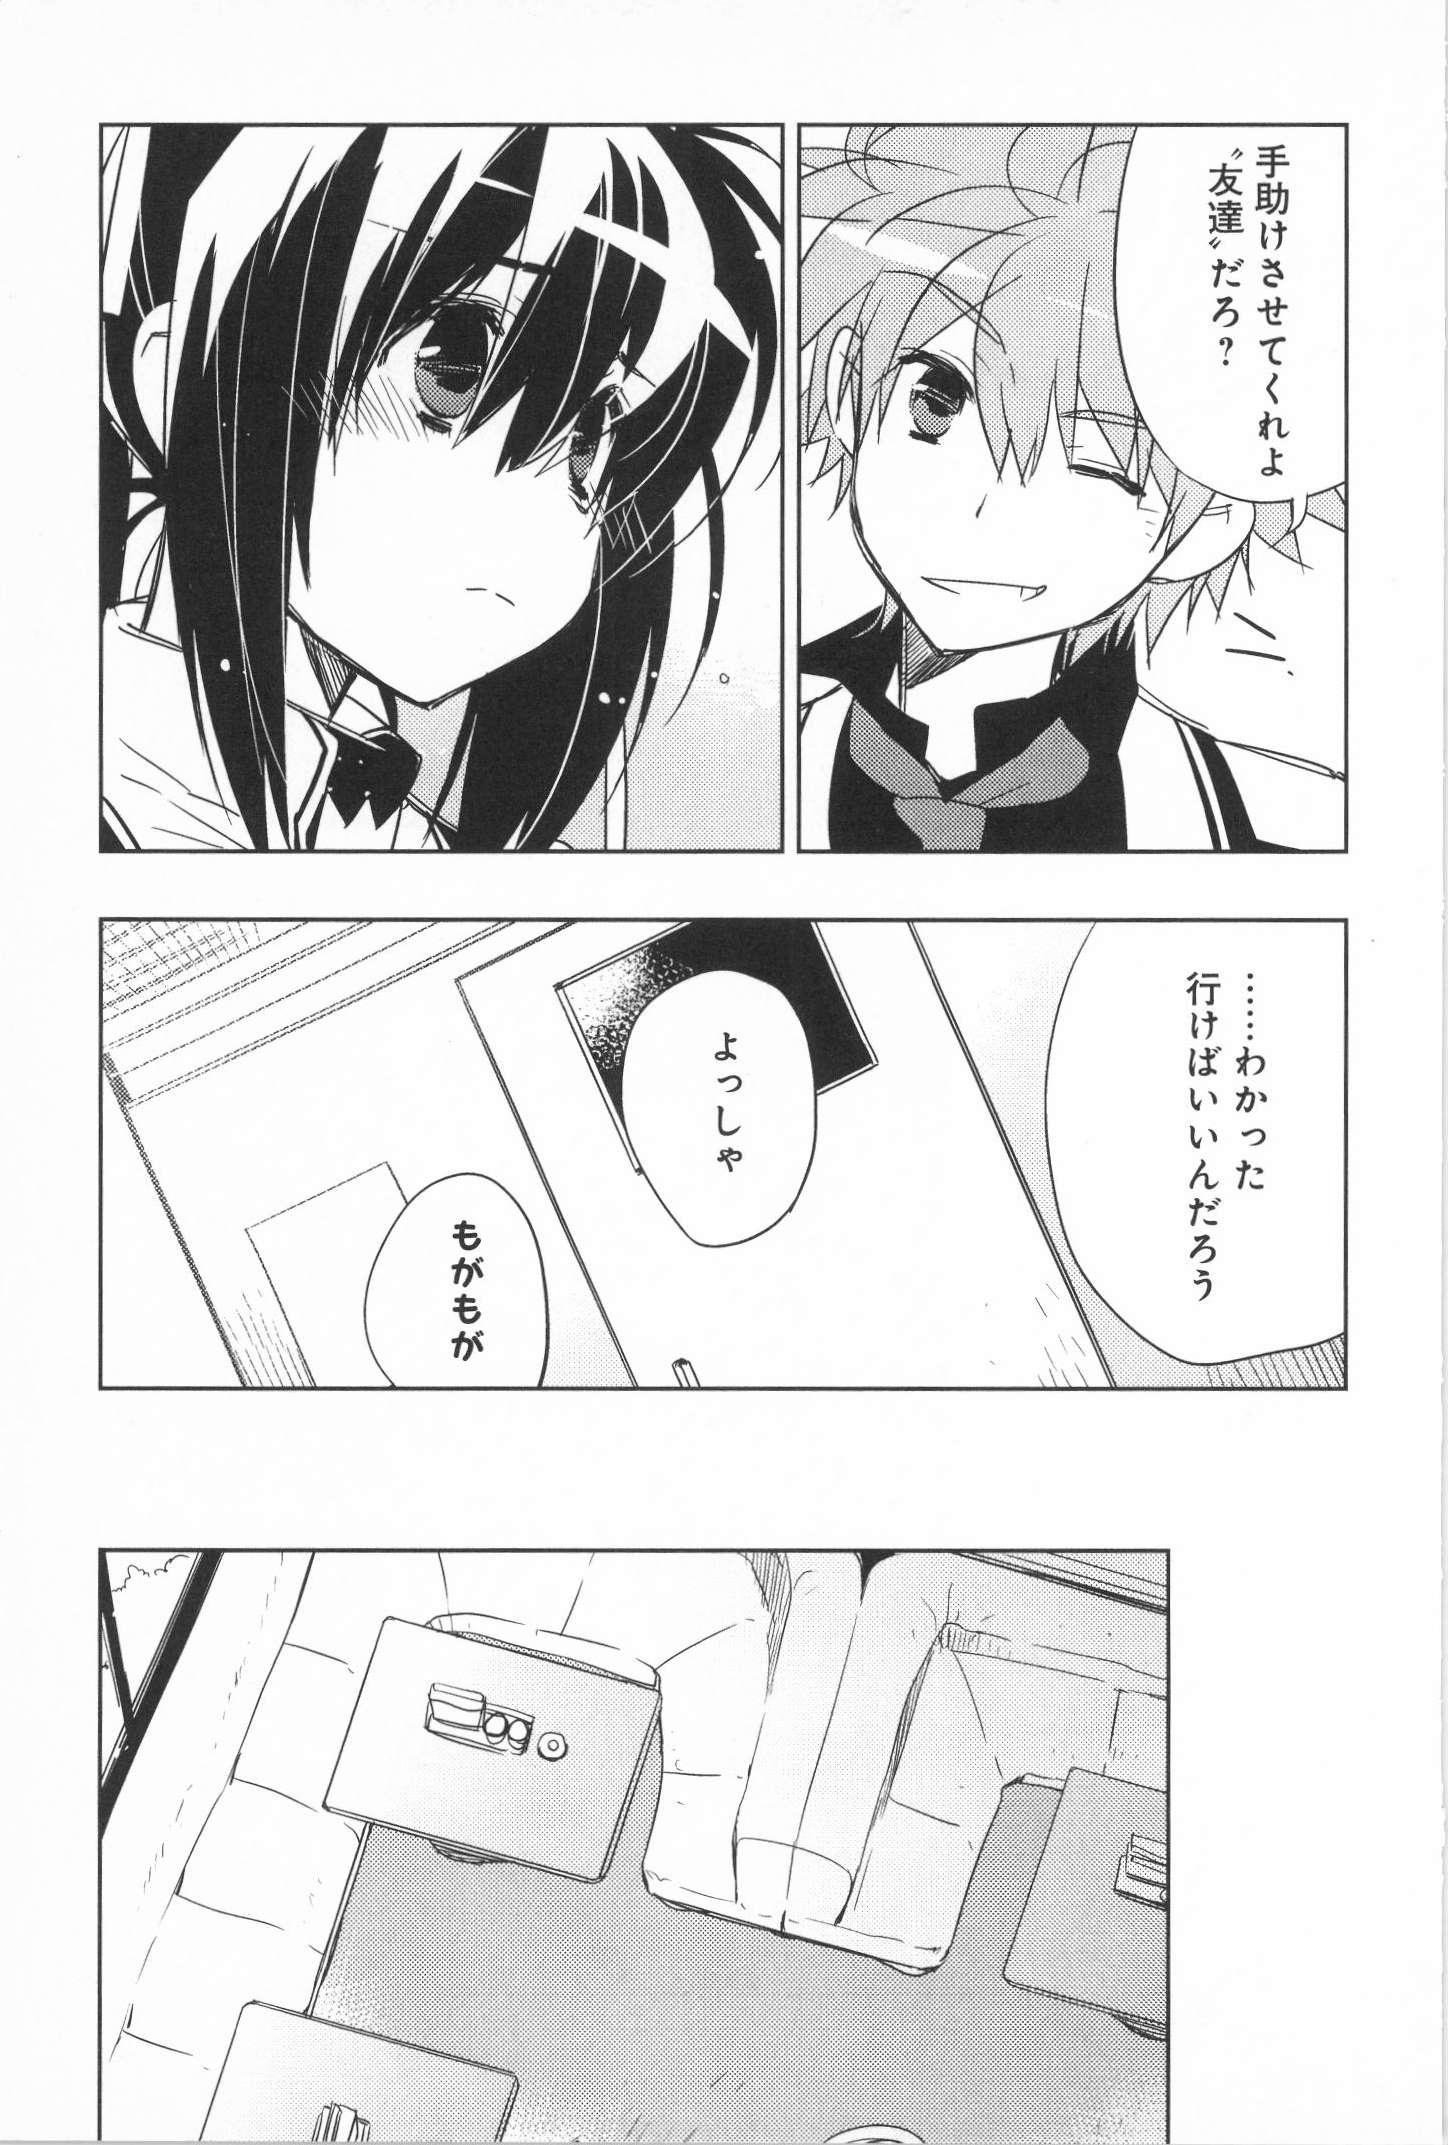 手助けさせてくれよ
〝友達〟だろ？
……わかった
行けばいいんだろう
よっしゃ
もがもが